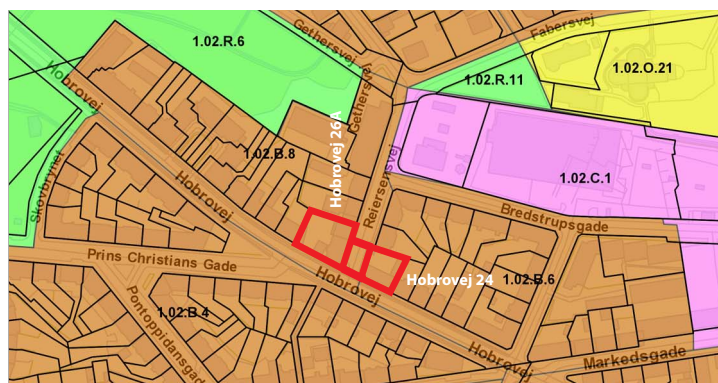 Fabersvej
Gethersvej
1.02.R.6
1.02.O.21
1.02.R.11
Hobrovej
Gethersvej
Hobrovej 26A
1.02.B.8
1.02.C.1
Skovbrynet
Reiersensvej
Hobrovej
Bredstrupsgade
Prins Christians Gade
Hobrovej
Hobrovej 24
1.02.B.6
1.02.B.4
Pontoppidansgad
Hobrovej
Markedsgade